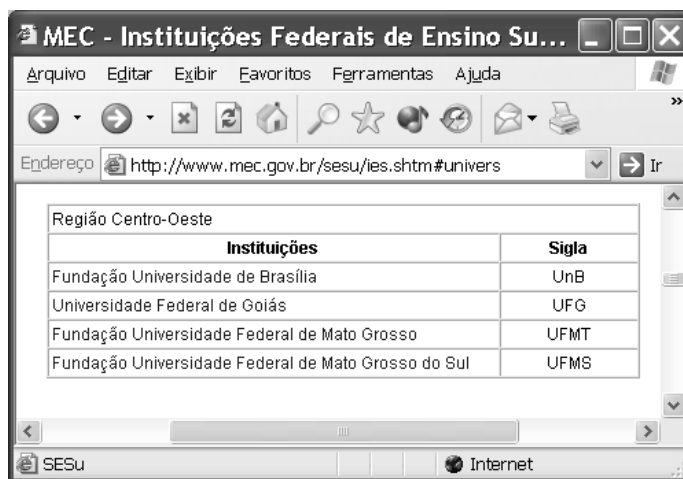 MEC - Instituições Federais de Ensino Su...
Arquivo Editar Exibir Favoritos Ferramentas Ajuda
Endereço http://www.mec.gov.br/sesu/ies.shtm#univers Ir
Região Centro-Oeste
Instituições Sigla
Fundação Universidade de Brasília UnB
Universidade Federal de Goiás UFG
Fundação Universidade Federal de Mato Grosso UFMT
Fundação Universidade Federal de Mato Grosso do Sul UFMS
SESu Internet